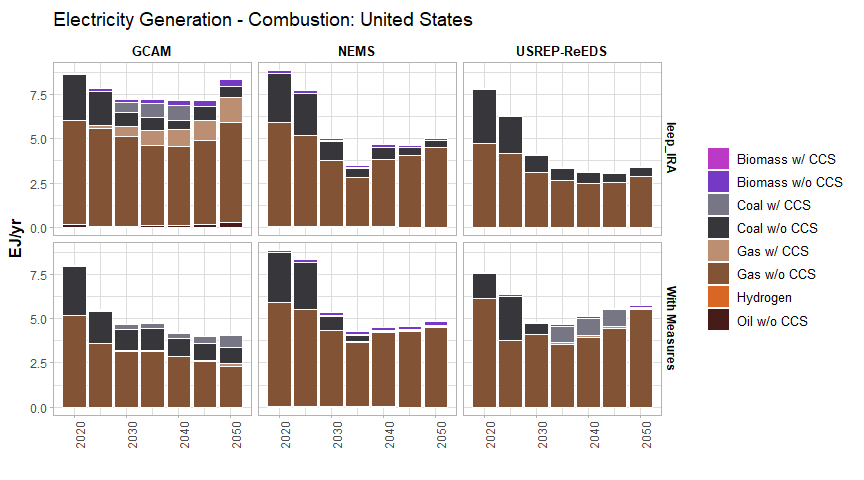 Electricity Generation - Combustion: United States
GCAM
NEMS
USREP-ReEDS
7.5
5.0
2.5
0.0
leep_IRA
7.5
5.0
2.5
0.0
With Measures
EJ/yr
2020
2030
2040
2050
2020
2030
2040
2050
2020
2030
2040
2050
Biomass w/ CCS
Biomass w/o CCS
Coal w/ CCS
Coal w/o CCS
Gas w/ CCS
Gas w/o CCS
Hydrogen
Oil w/o CCS